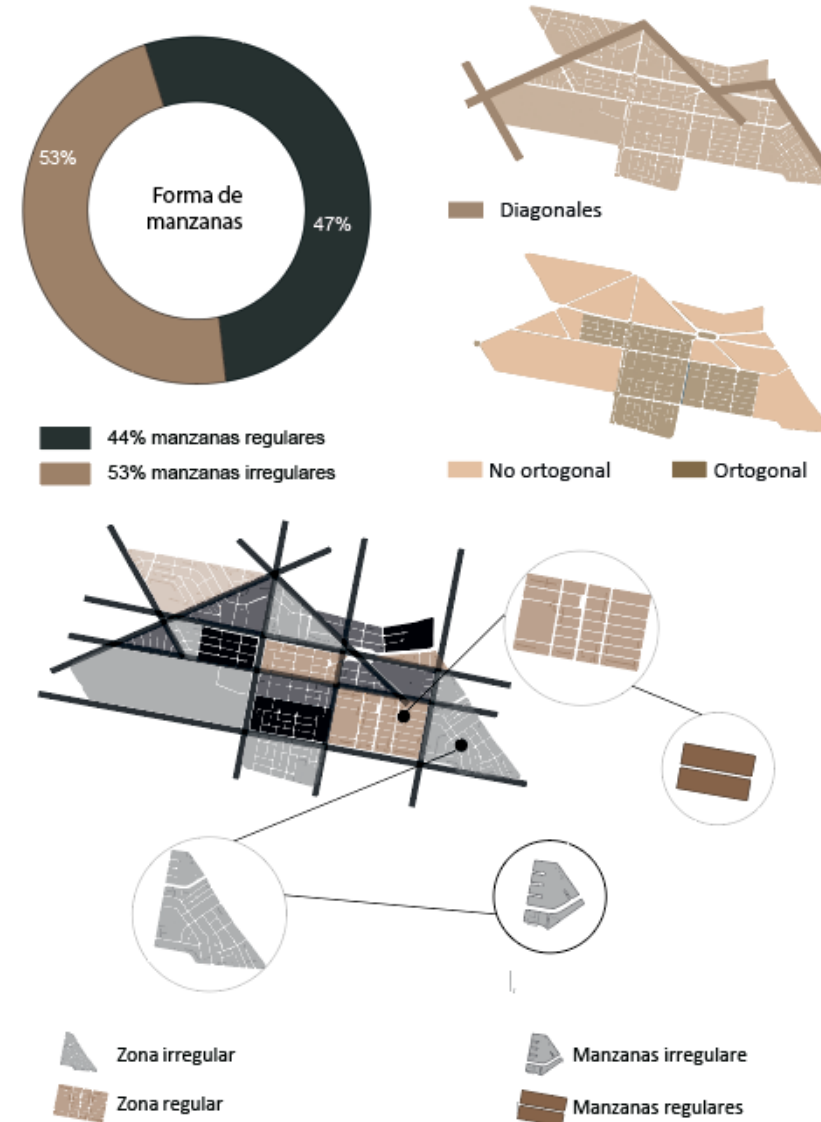 53%
Forma de
manzanas
47%
44% manzanas regulares
53% manzanas irregulares
Diagonales
No ortogonal
Ortogonal
Zona irregular
Zona regular
Manzanas irregulare
Manzanas regulares